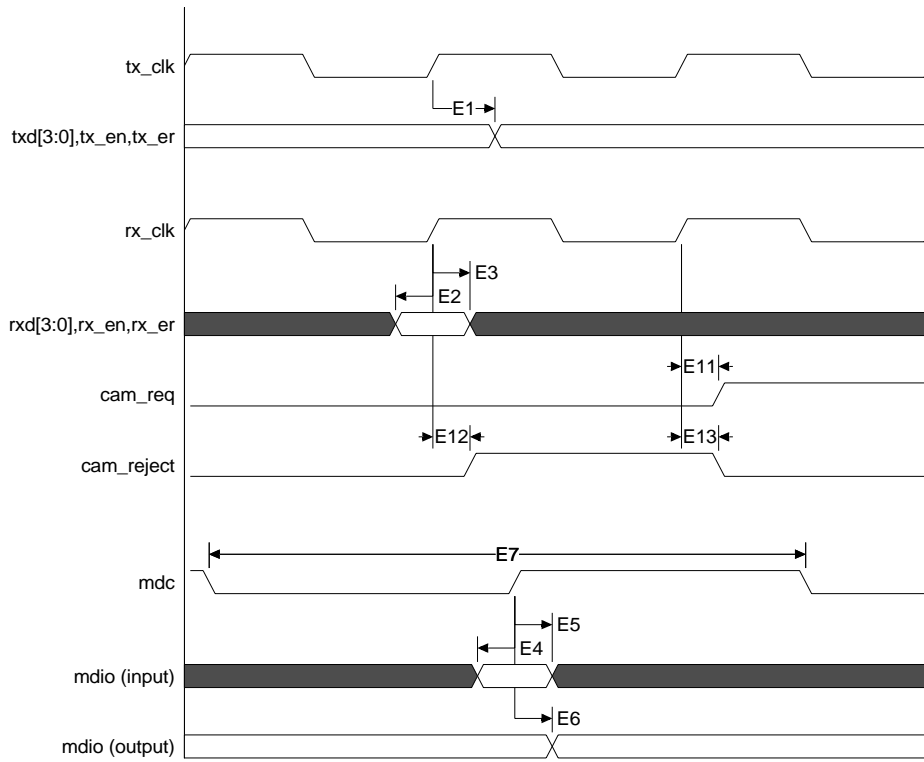 tx_clk
E1
txd[3:0],tx_en,tx_er
rx_clk
E3
E2
rxd[3:0],rx_en,rx_er
E11
cam_req
E12
E13
cam_reject
E7
mdc
E5
E4
mdio (input)
E6
mdio (output)